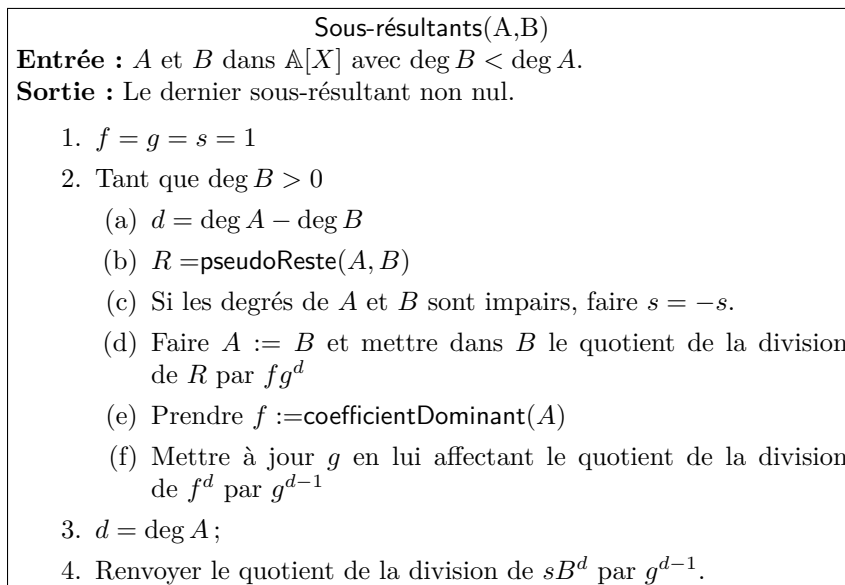 Sous-résultants(A,B)
Entrée : A et B dans 𝔸[X] avec deg B < deg A.
Sortie : Le dernier sous-résultant non nul.
1. f = g = s = 1
2. Tant que deg B > 0
(a) d = deg A − deg B
(b) R =pseudoReste(A, B)
(c) Si les degrés de A et B sont impairs, faire s = −s.
(d) Faire A := B et mettre dans B le quotient de la division
de R par fg^d
(e) Prendre f :=coefficientDominant(A)
(f) Mettre à jour g en lui affectant le quotient de la division
de f^d par g^{d−1}
3. d = deg A ;
4. Renvoyer le quotient de la division de sB^d par g^{d−1}.